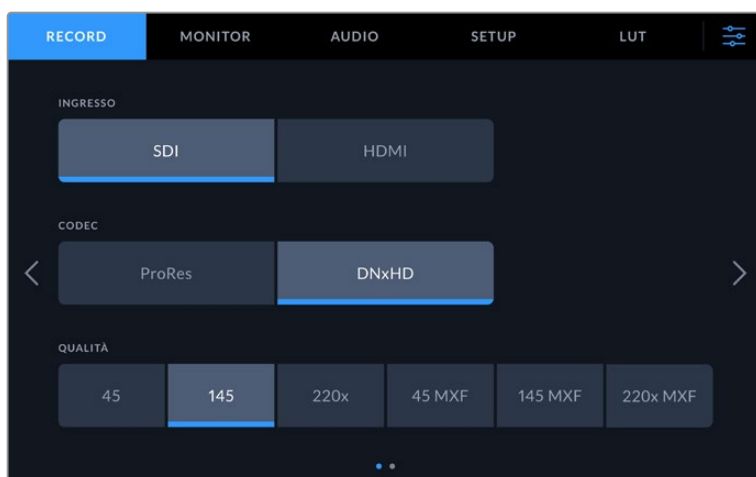 RECORD MONITOR AUDIO SETUP LUT
INGRESSO
SDI HDMI
CODEC
ProRes DNxHD
QUALITÀ
45 145 220x 45 MXF 145 MXF 220x MXF